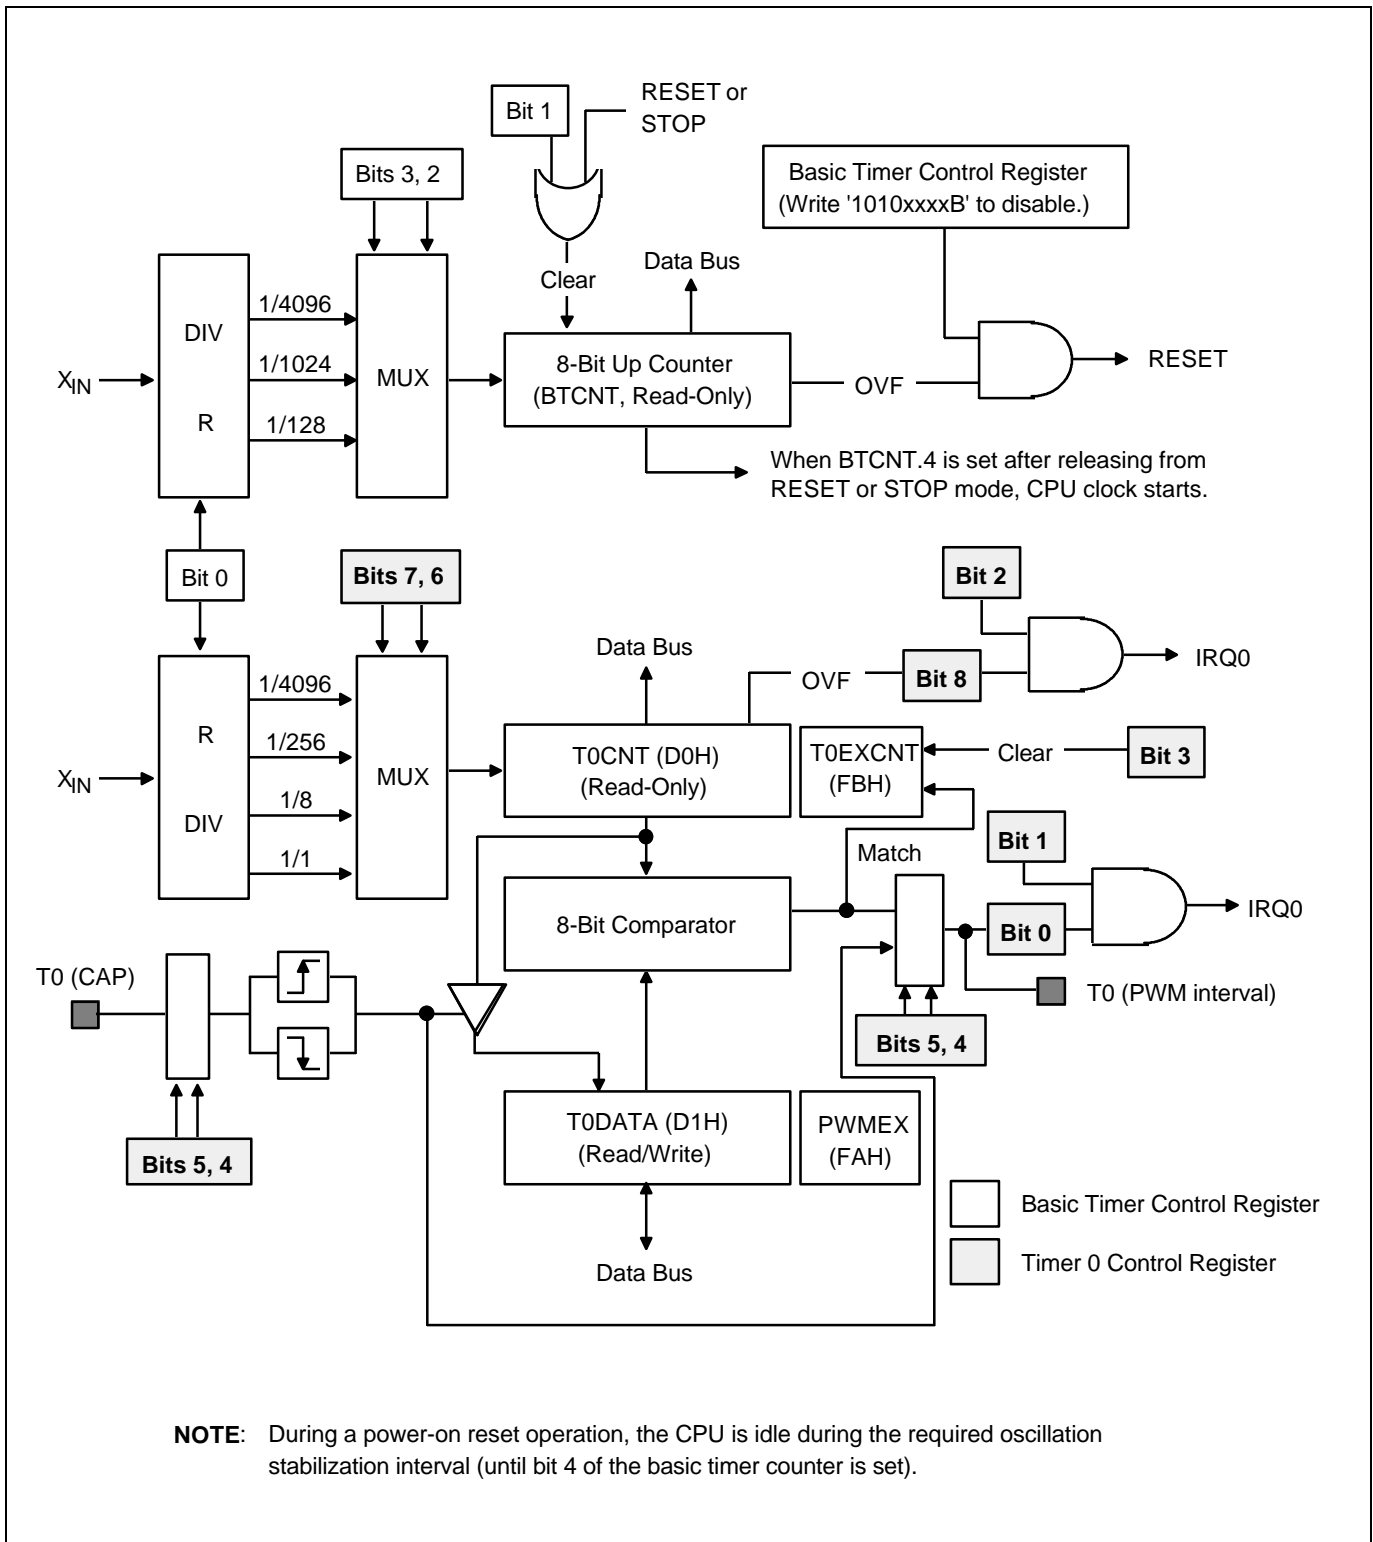 Bit 1
RESET or
STOP
Bits 3, 2
Basic Timer Control Register
(Write '1010xxxxB' to disable.)
Clear
Data Bus
DIV
R
1/4096
1/1024
1/128
MUX
XIN
8-Bit Up Counter
(BTCNT, Read-Only)
OVF
RESET
When BTCNT.4 is set after releasing from
RESET or STOP mode, CPU clock starts.
Bit 0
Bits 7, 6
Bit 2
Data Bus
OVF
Bit 8
IRQ0
R
DIV
1/4096
1/256
1/8
1/1
MUX
XIN
T0CNT (D0H)
(Read-Only)
T0EXCNT
(FBH)
Clear
Bit 3
Match
Bit 1
8-Bit Comparator
Bit 0
IRQ0
T0 (CAP)
T0 (PWM interval)
Bits 5, 4
Bits 5, 4
T0DATA (D1H)
(Read/Write)
PWMEX
(FAH)
Data Bus
Basic Timer Control Register
Timer 0 Control Register
NOTE: During a power-on reset operation, the CPU is idle during the required oscillation
stabilization interval (until bit 4 of the basic timer counter is set).